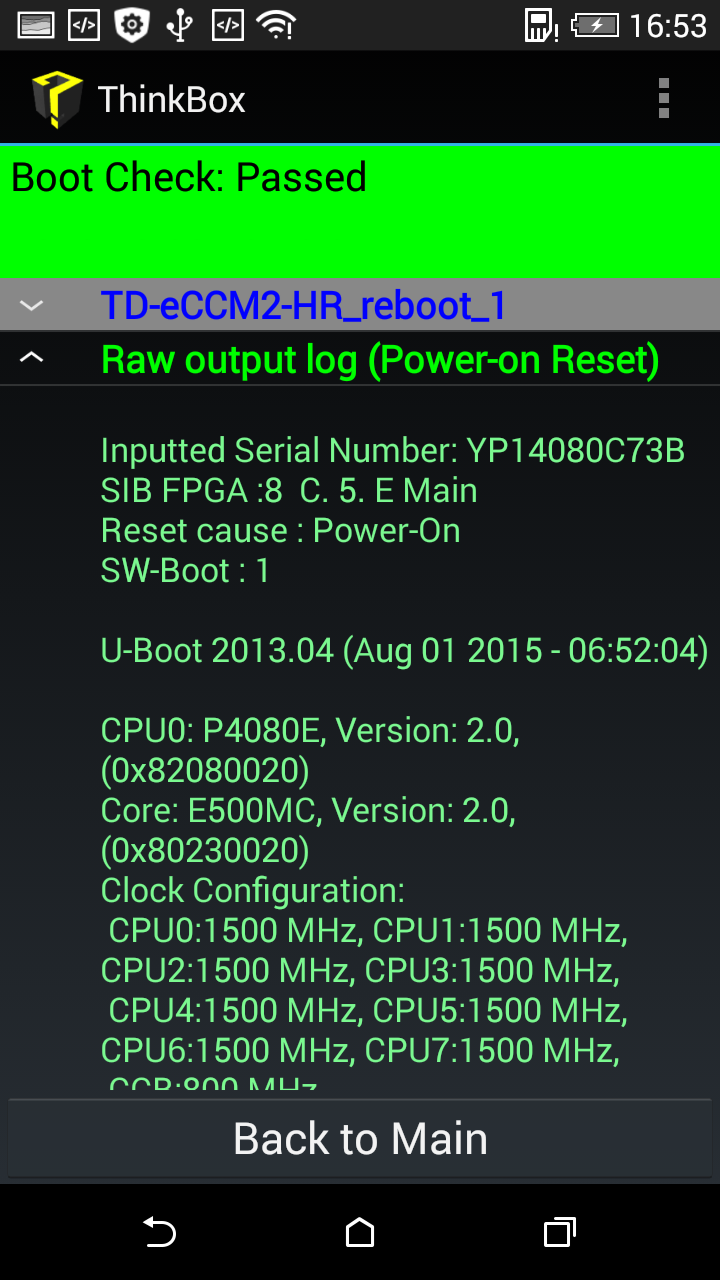 16:53
ThinkBox
Boot Check: Passed
TD-eCCM2-HR_reboot_1
Raw output log (Power-on Reset)
Inputted Serial Number: YP14080C73B
SIB FPGA :8  C. 5. E Main
Reset cause : Power-On
SW-Boot : 1
U-Boot 2013.04 (Aug 01 2015 - 06:52:04)
CPU0: P4080E, Version: 2.0,
(0x82080020)
Core: E500MC, Version: 2.0,
(0x80230020)
Clock Configuration:
CPU0:1500 MHz, CPU1:1500 MHz,
CPU2:1500 MHz, CPU3:1500 MHz,
CPU4:1500 MHz, CPU5:1500 MHz,
CPU6:1500 MHz, CPU7:1500 MHz,
CCB:800 MHz
Back to Main